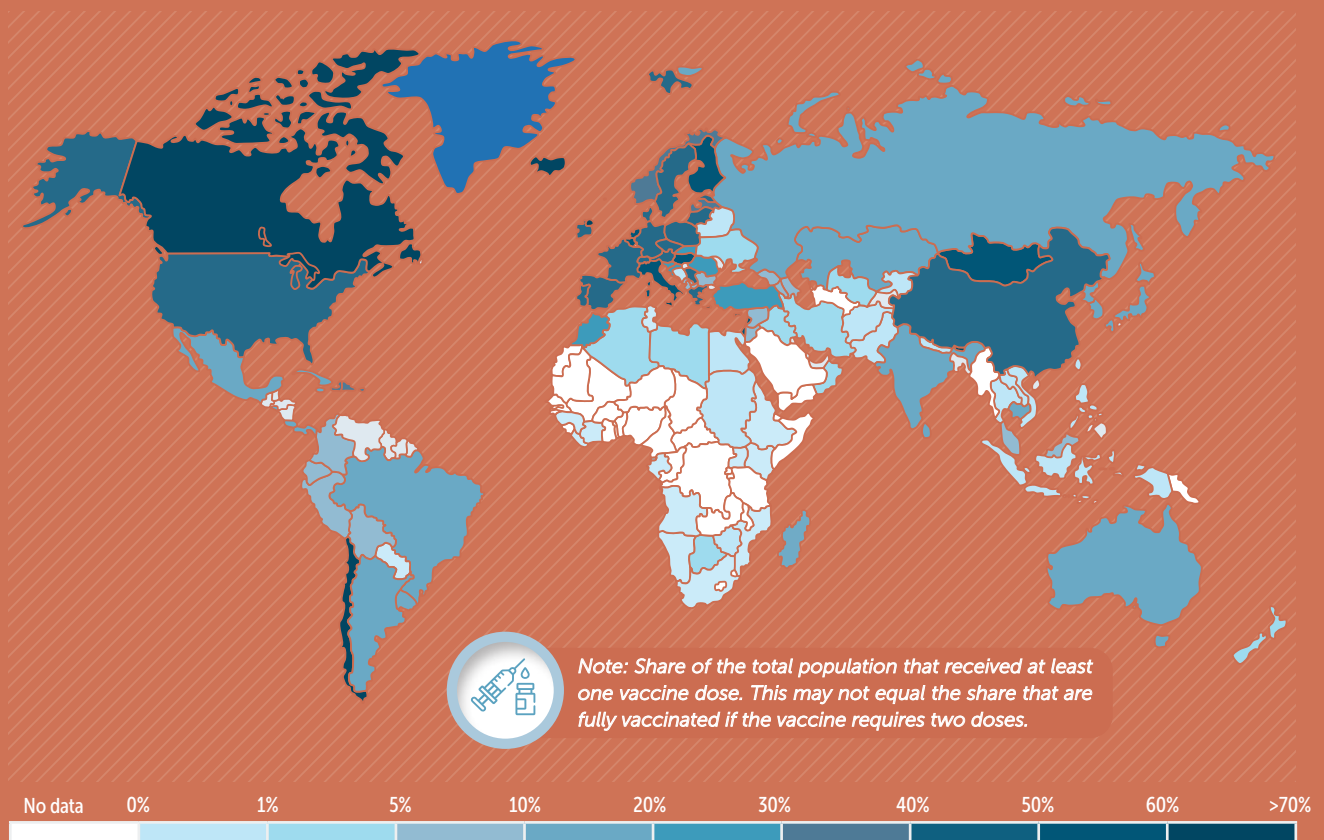 Note: Share of the total population that received at least
one vaccine dose. This may not equal the share that are
fully vaccinated if the vaccine requires two doses.
No data 0% 1% 5% 10% 20% 30% 40% 50% 60% >70%